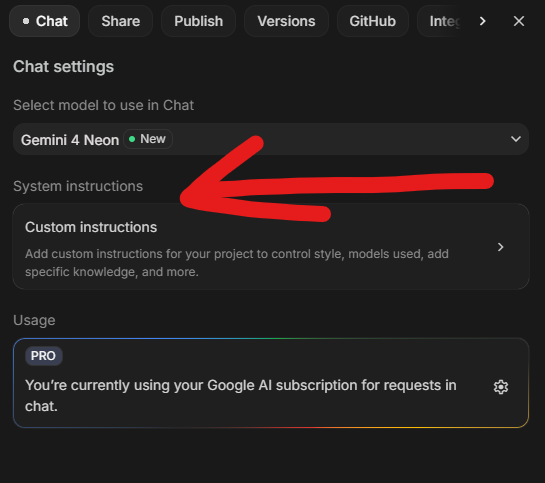 Chat Share Publish Versions GitHub Integ
Chat settings
Select model to use in Chat
Gemini 4 Neon New
System instructions
Custom instructions
Add custom instructions for your project to control style, models used, add
specific knowledge, and more.
Usage
PRO
You’re currently using your Google AI subscription for requests in
chat.